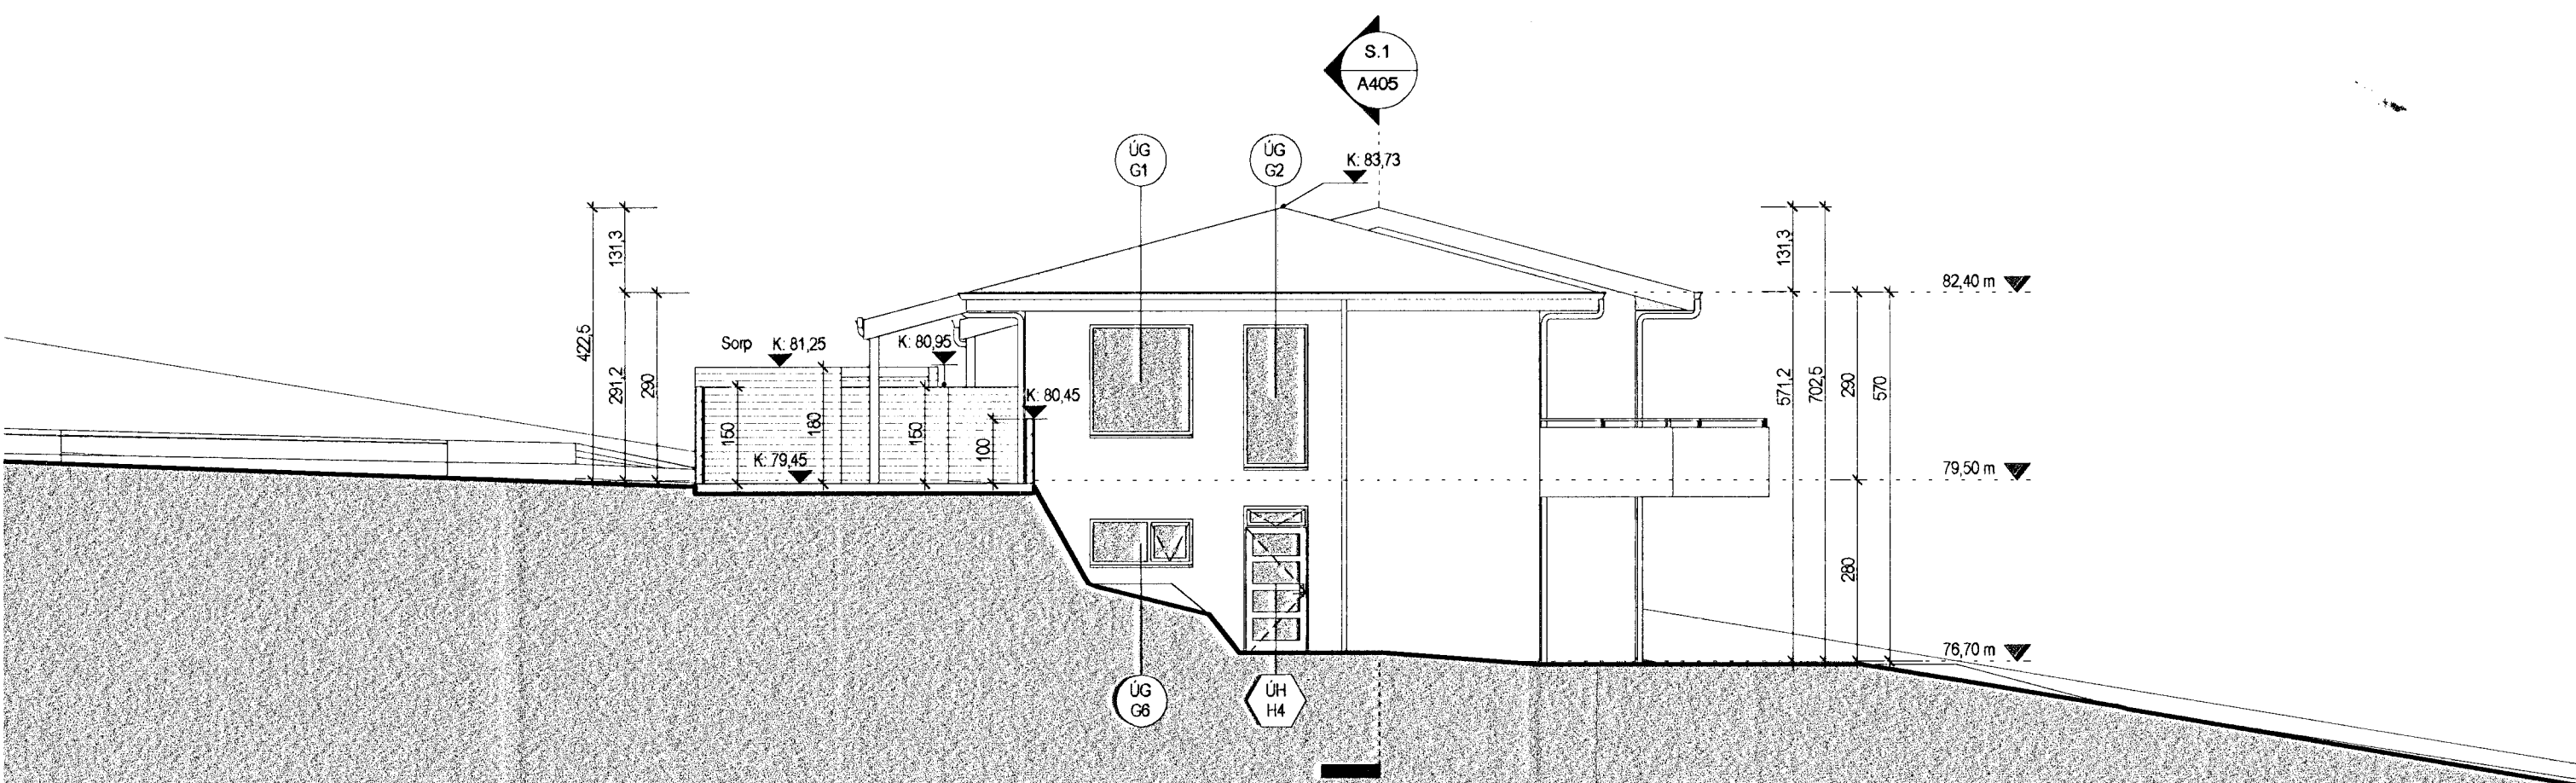 S.1
A405
ÚG
G1
ÚG
G2
K: 83,73
131,3
422,5
291,2
290
Sorp K: 81,25
K: 80,95
K: 80,45
150
180
150
100
K: 79,45
131,3
571,2
702,5
290
570
280
82,40 m
79,50 m
76,70 m
ÚG
G6
ÚH
H4